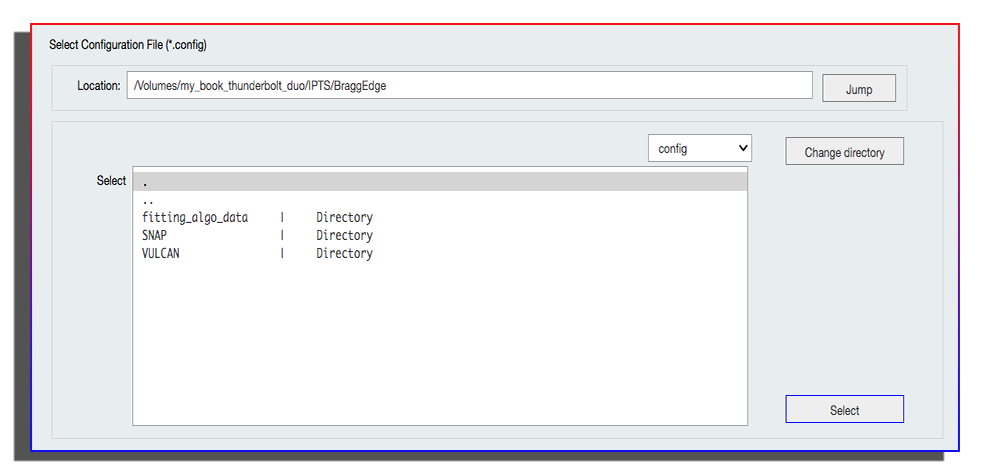 Select Configuration File (*.config)
Location: /Volumes/my_book_thunderbolt_duo/IPTS/BraggEdge Jump
config Change directory
Select .
..
fitting_algo_data | Directory
SNAP | Directory
VULCAN | Directory
Select